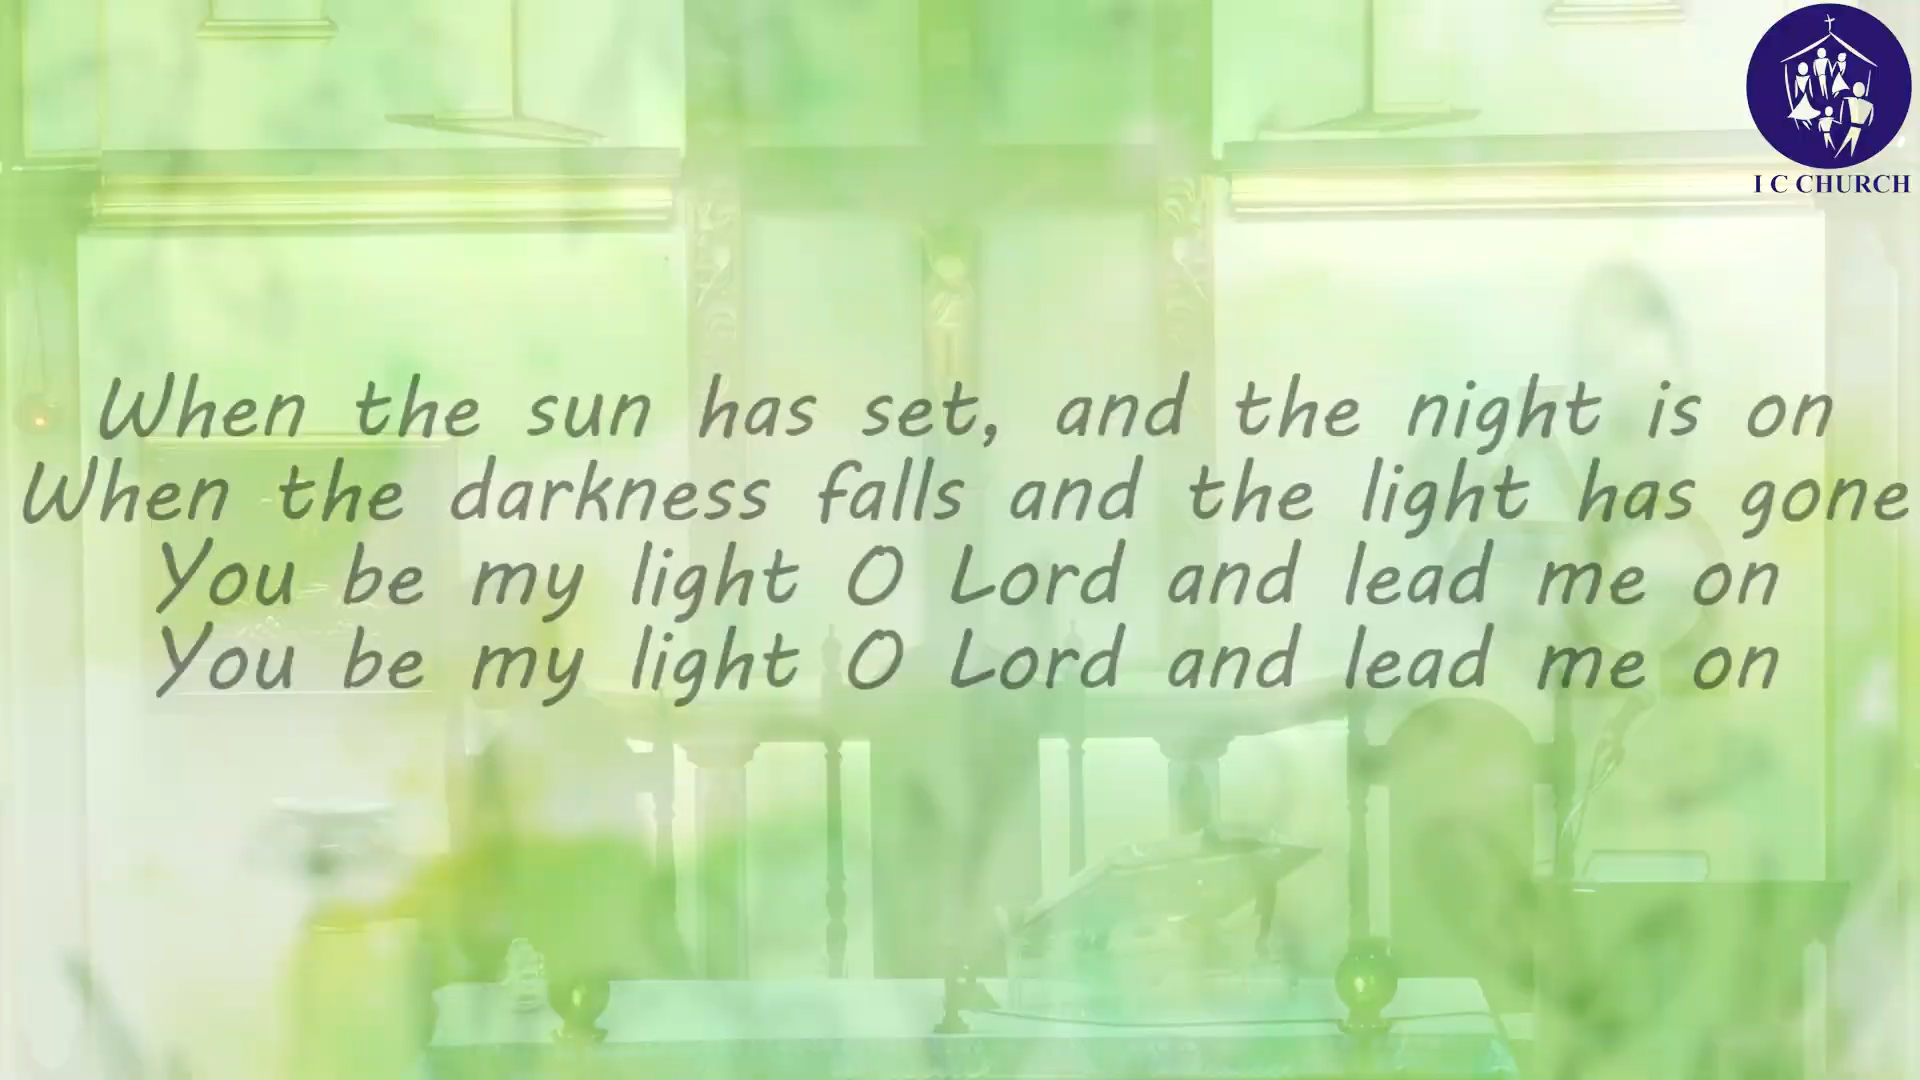 I C CHURCH
When the sun has set, and the night is on
When the darkness falls and the light has gone
You be my light O Lord and lead me on
You be my light O Lord and lead me on